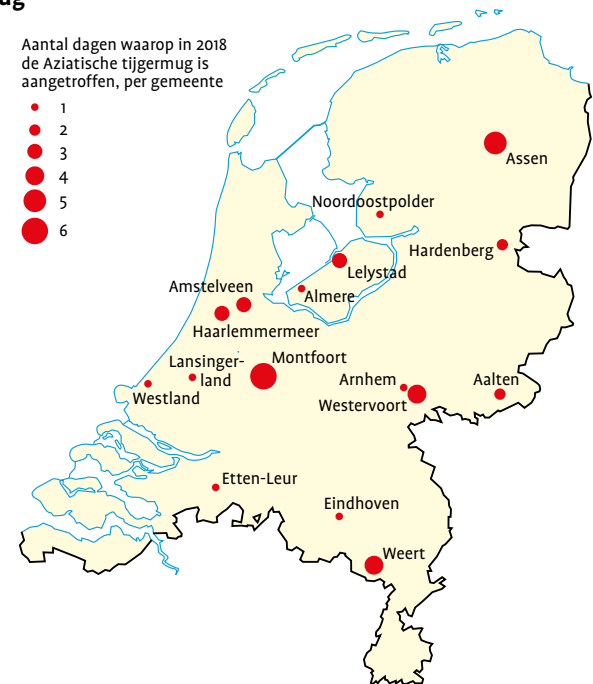 ug
Aantal dagen waarop in 2018
de Aziatische tijgermug is
aangetroffen, per gemeente
1
2
3
4
5
6
Assen
Noordoostpolder
Hardenberg
Lelystad
Amstelveen
Almere
Haarlemmermeer
Lansinger-
land
Montfoort
Westland
Arnhem
Aalten
Westervoort
Etten-Leur
Eindhoven
Weert